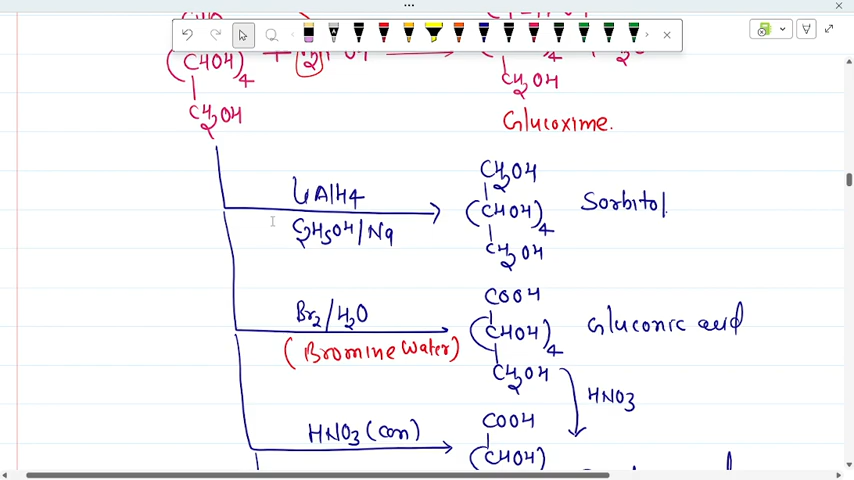 (CHOH)4 + OH
CH2OH
CH2OH
Glucoxime.
LiAlH4
C2H5OH/Na
CH2OH
(CHOH)4
CH2OH
Sorbitol
Br2/H2O
(Bromine Water)
COOH
(CHOH)4
CH2OH
Gluconic acid
HNO3
HNO3(con)
COOH
(CHOH)